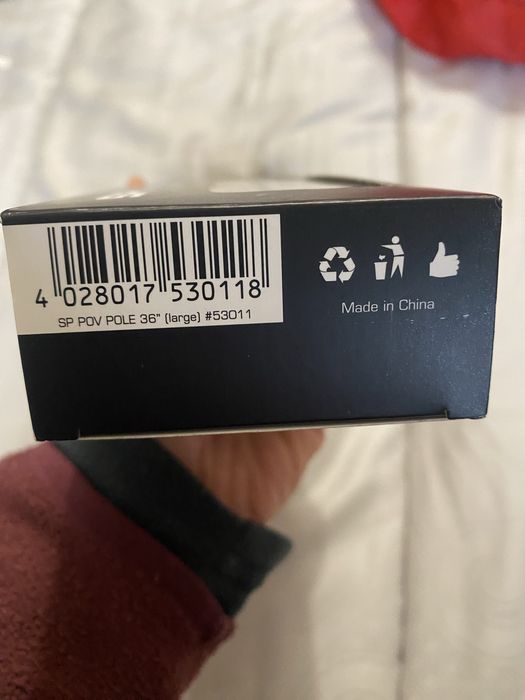 4 028017 530118
SP POV POLE 36" (large) #53011
Made in China